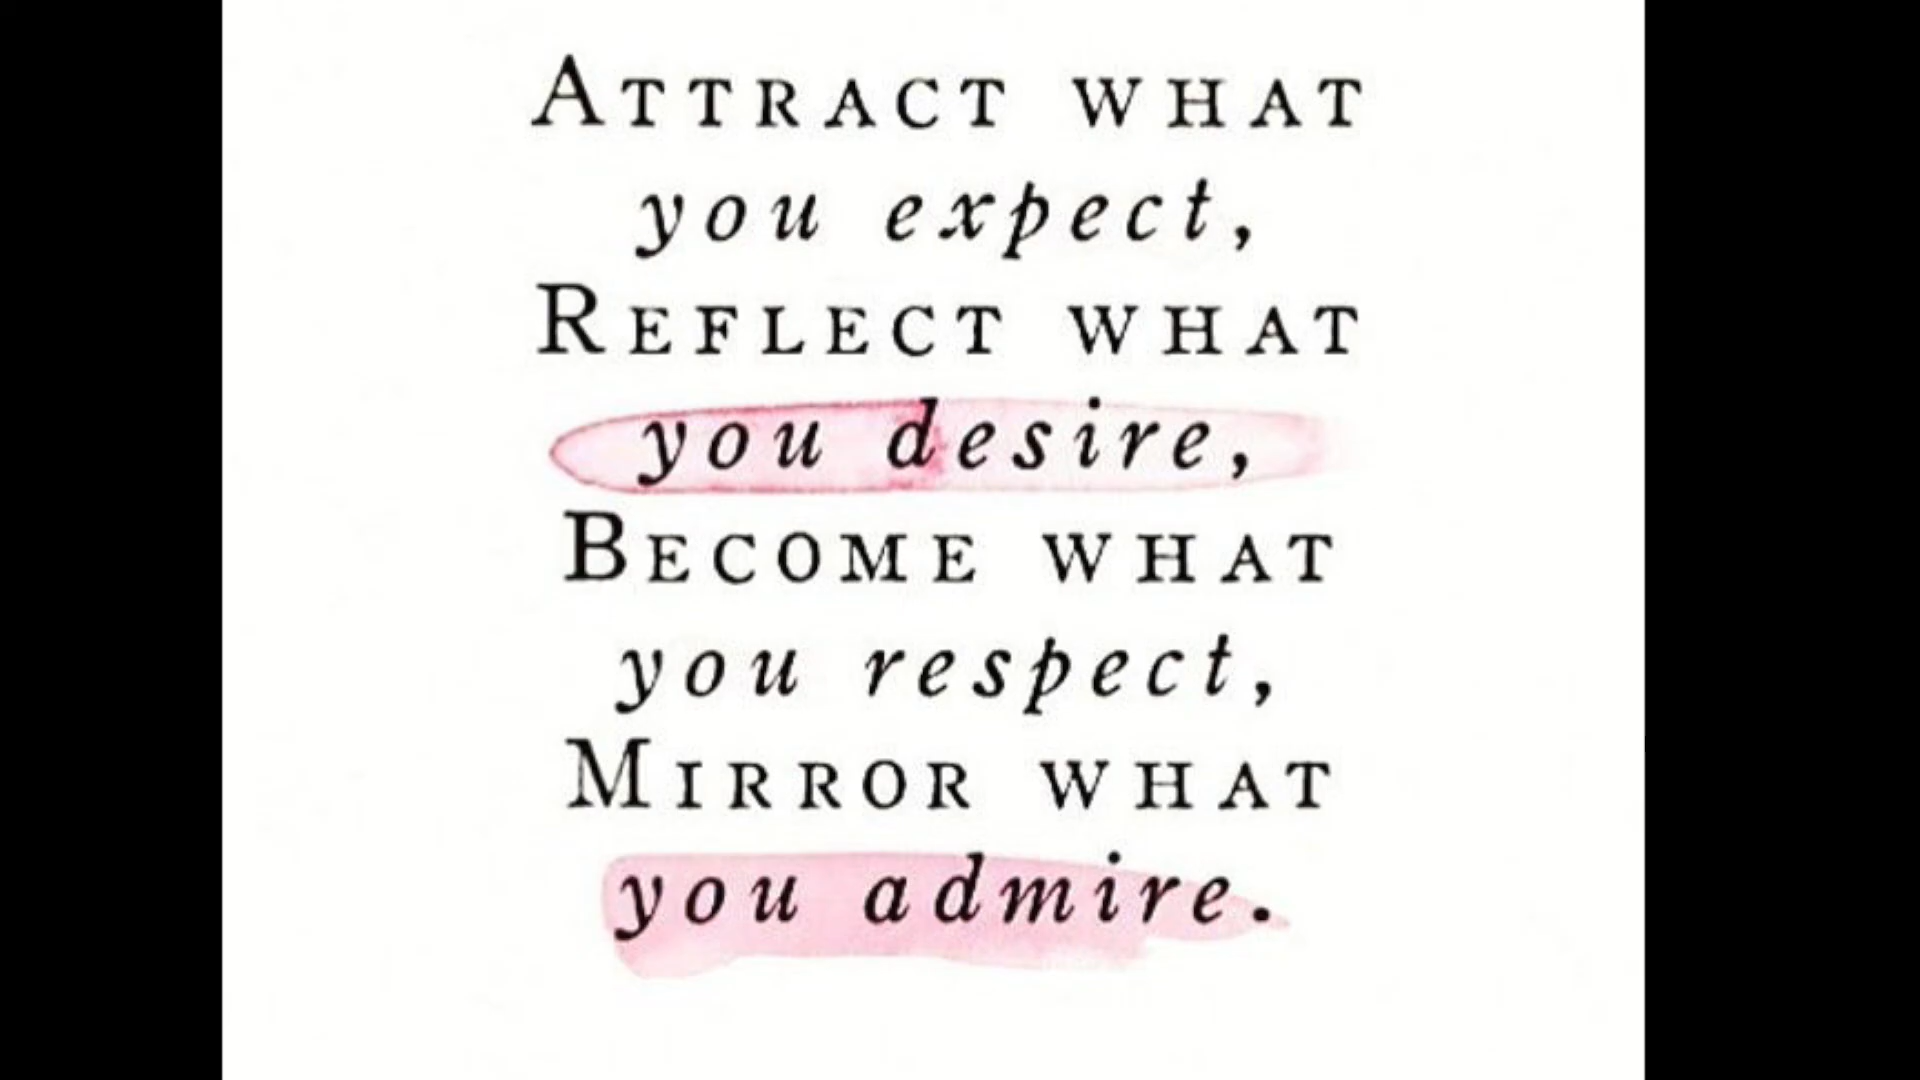 Attract what
you expect,
Reflect what
you desire,
Become what
you respect,
Mirror what
you admire.